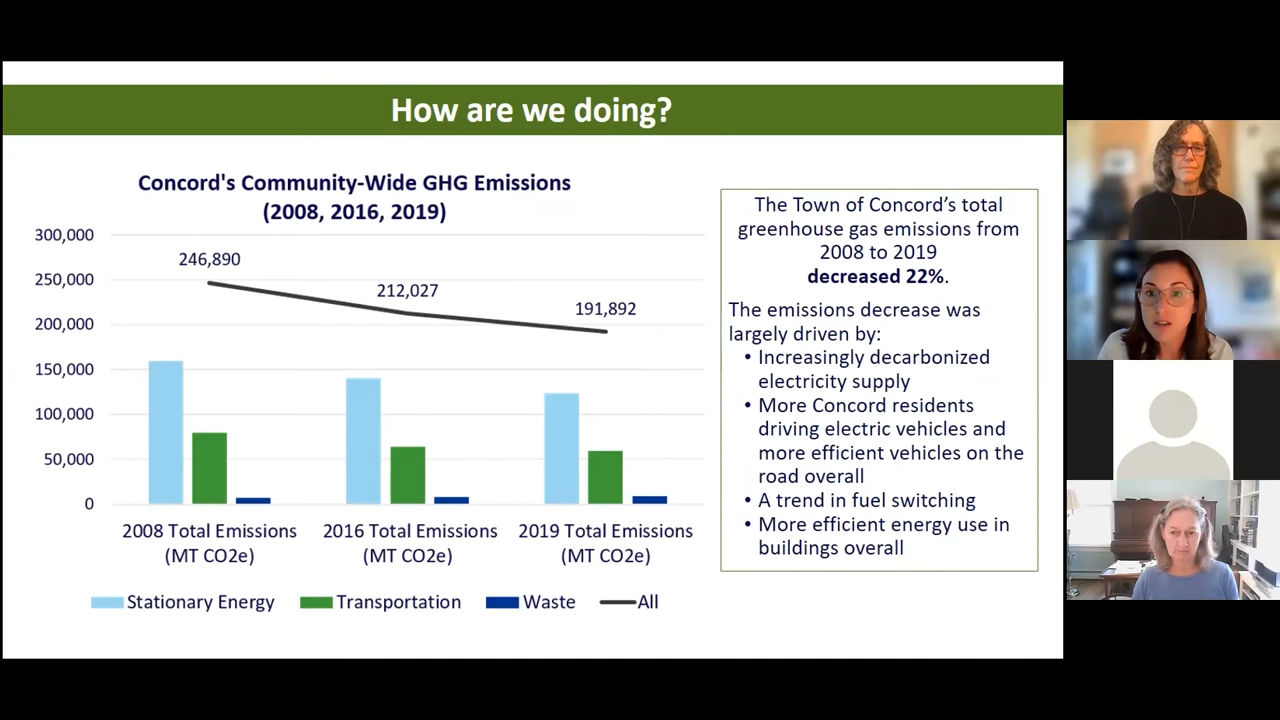 How are we doing?
Concord's Community-Wide GHG Emissions
(2008, 2016, 2019)
300,000
250,000
200,000
150,000
100,000
50,000
0
246,890
212,027
191,892
2008 Total Emissions
(MT CO2e)
2016 Total Emissions
(MT CO2e)
2019 Total Emissions
(MT CO2e)
Stationary Energy
Transportation
Waste
All
The Town of Concord’s total
greenhouse gas emissions from
2008 to 2019
decreased 22%.
The emissions decrease was
largely driven by:
• Increasingly decarbonized
electricity supply
• More Concord residents
driving electric vehicles and
more efficient vehicles on the
road overall
• A trend in fuel switching
• More efficient energy use in
buildings overall